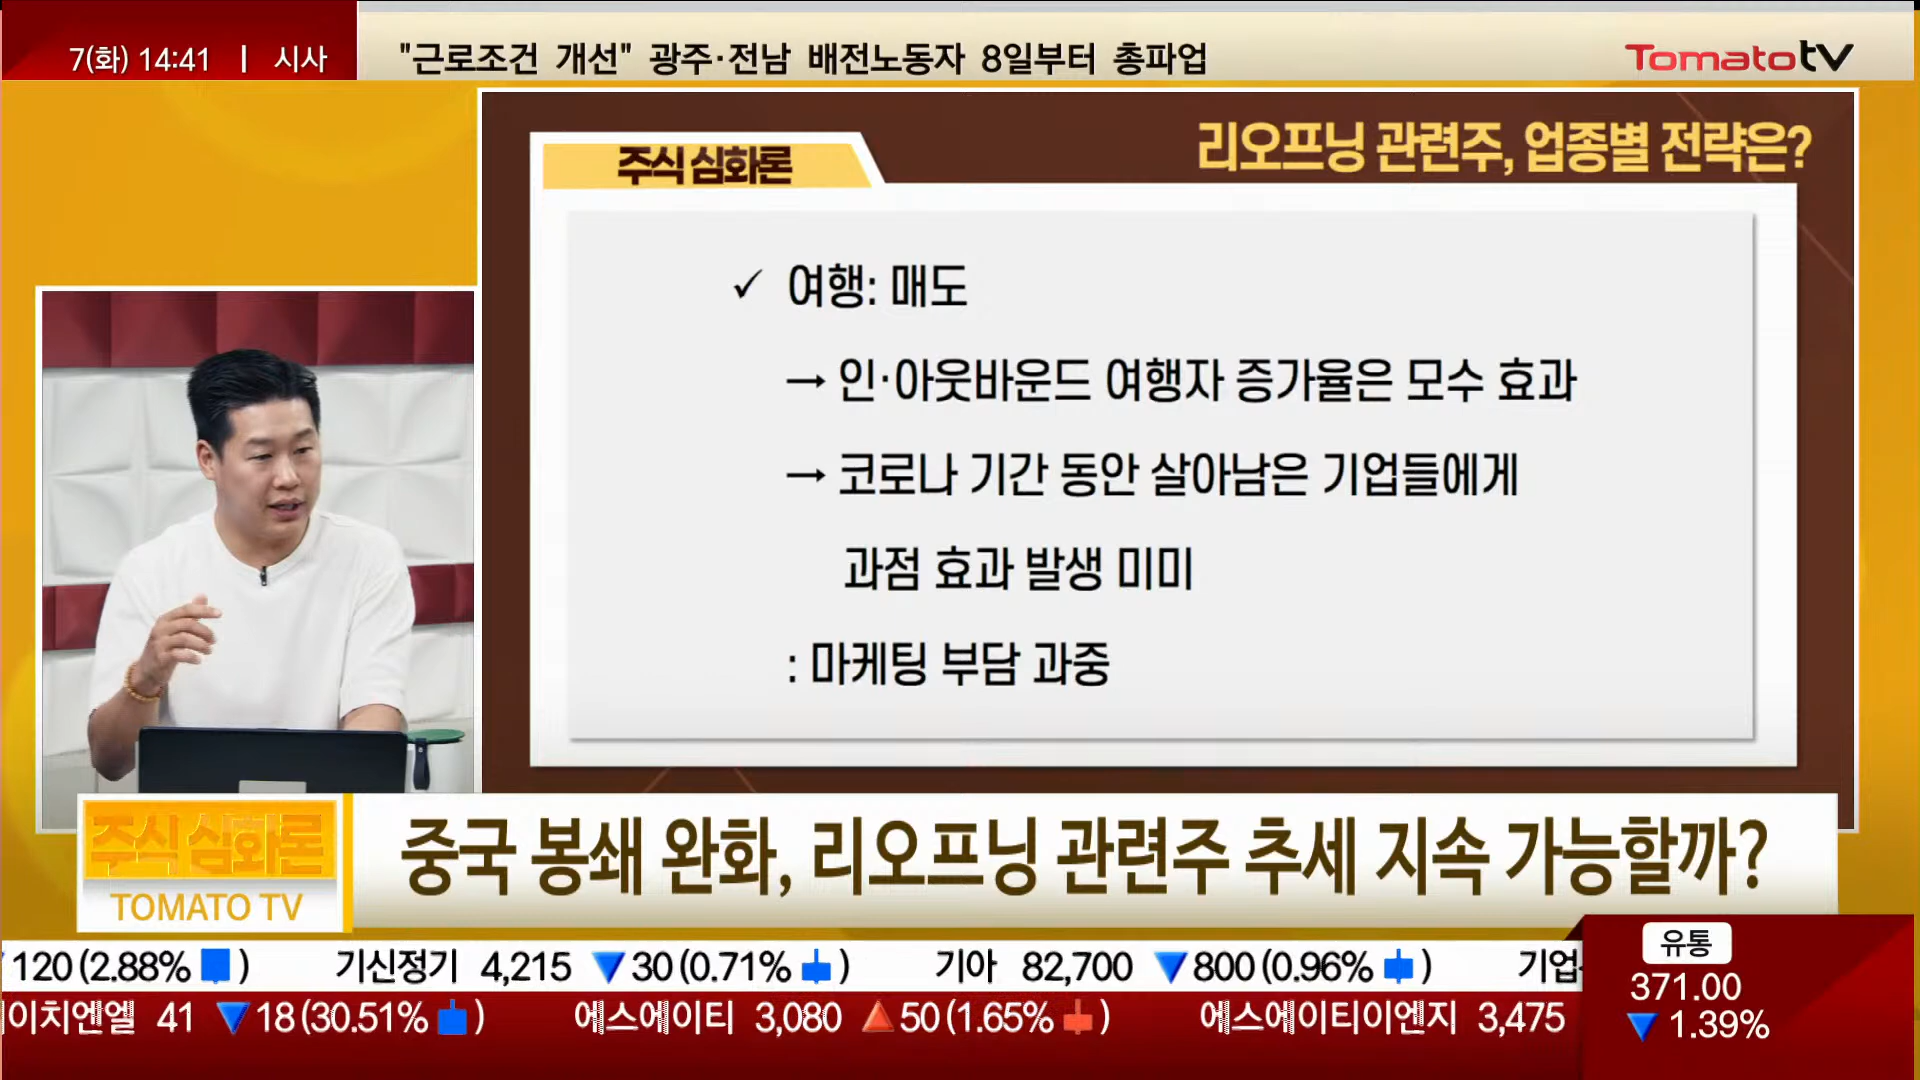 7(화) 14:41 | 시사
"근로조건 개선" 광주·전남 배전노동자 8일부터 총파업
Tomatotv
리오프닝 관련주, 업종별 전략은?
주식 심화론
✓ 여행: 매도
→ 인·아웃바운드 여행자 증가율은 모수 효과
→ 코로나 기간 동안 살아남은 기업들에게
과점 효과 발생 미미
: 마케팅 부담 과중
주식 심화론
TOMATO TV
중국 봉쇄 완화, 리오프닝 관련주 추세 지속 가능할까?
120(2.88% ) 기신정기 4,215 ▼30(0.71% ) 기아 82,700 ▼800(0.96% ) 기업
이치엔엘 41 ▼18(30.51% ) 에스에이티 3,080 ▲50(1.65% ) 에스에이티이엔지 3,475
유통
371.00
▼ 1.39%